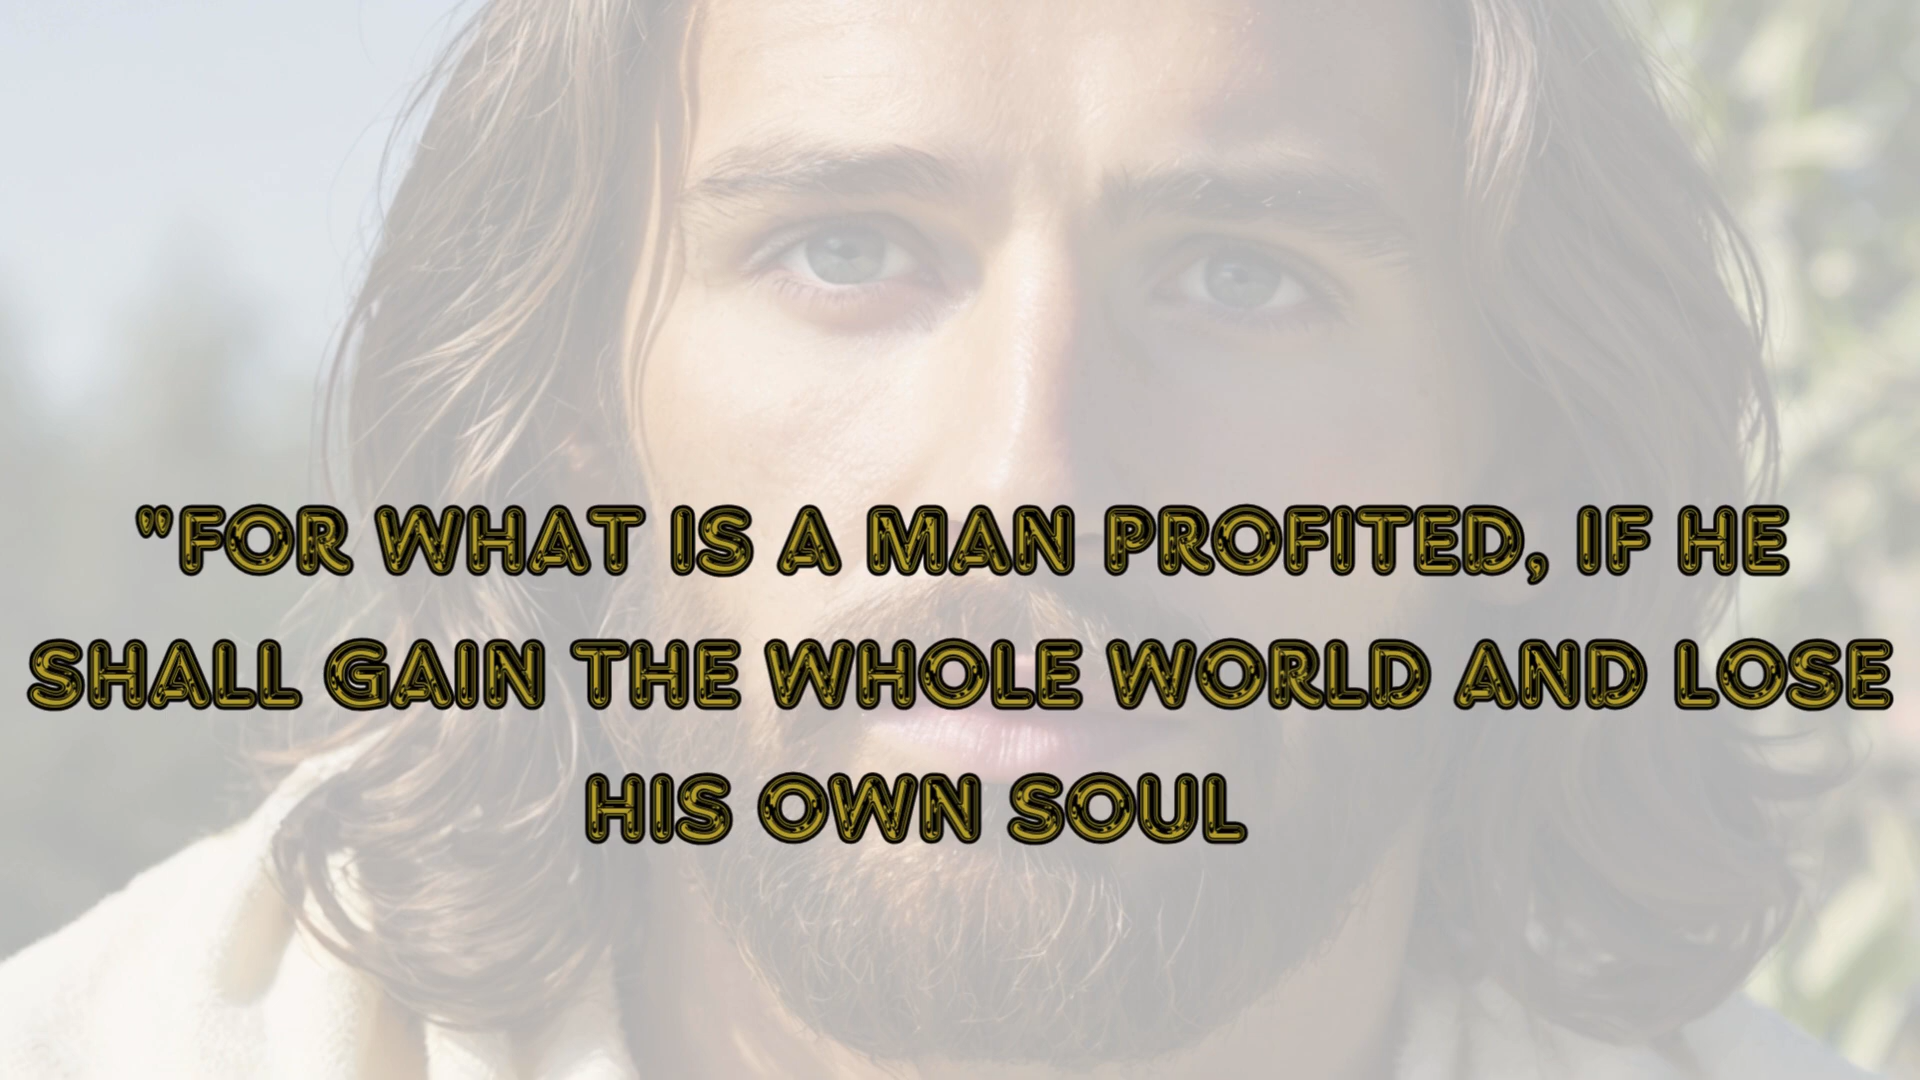 "FOR WHAT IS A MAN PROFITED, IF HE
SHALL GAIN THE WHOLE WORLD AND LOSE
HIS OWN SOUL